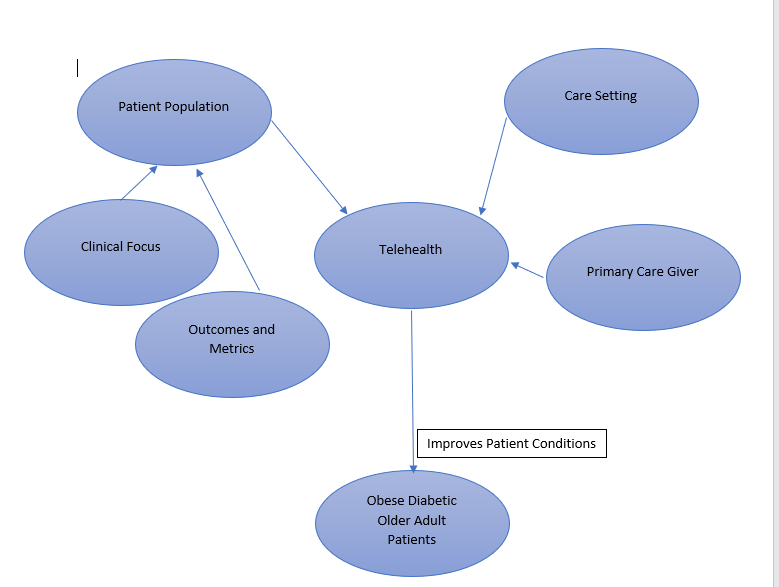 Patient Population
Care Setting
Clinical Focus
Telehealth
Primary Care Giver
Outcomes and
Metrics
Improves Patient Conditions
Obese Diabetic
Older Adult
Patients